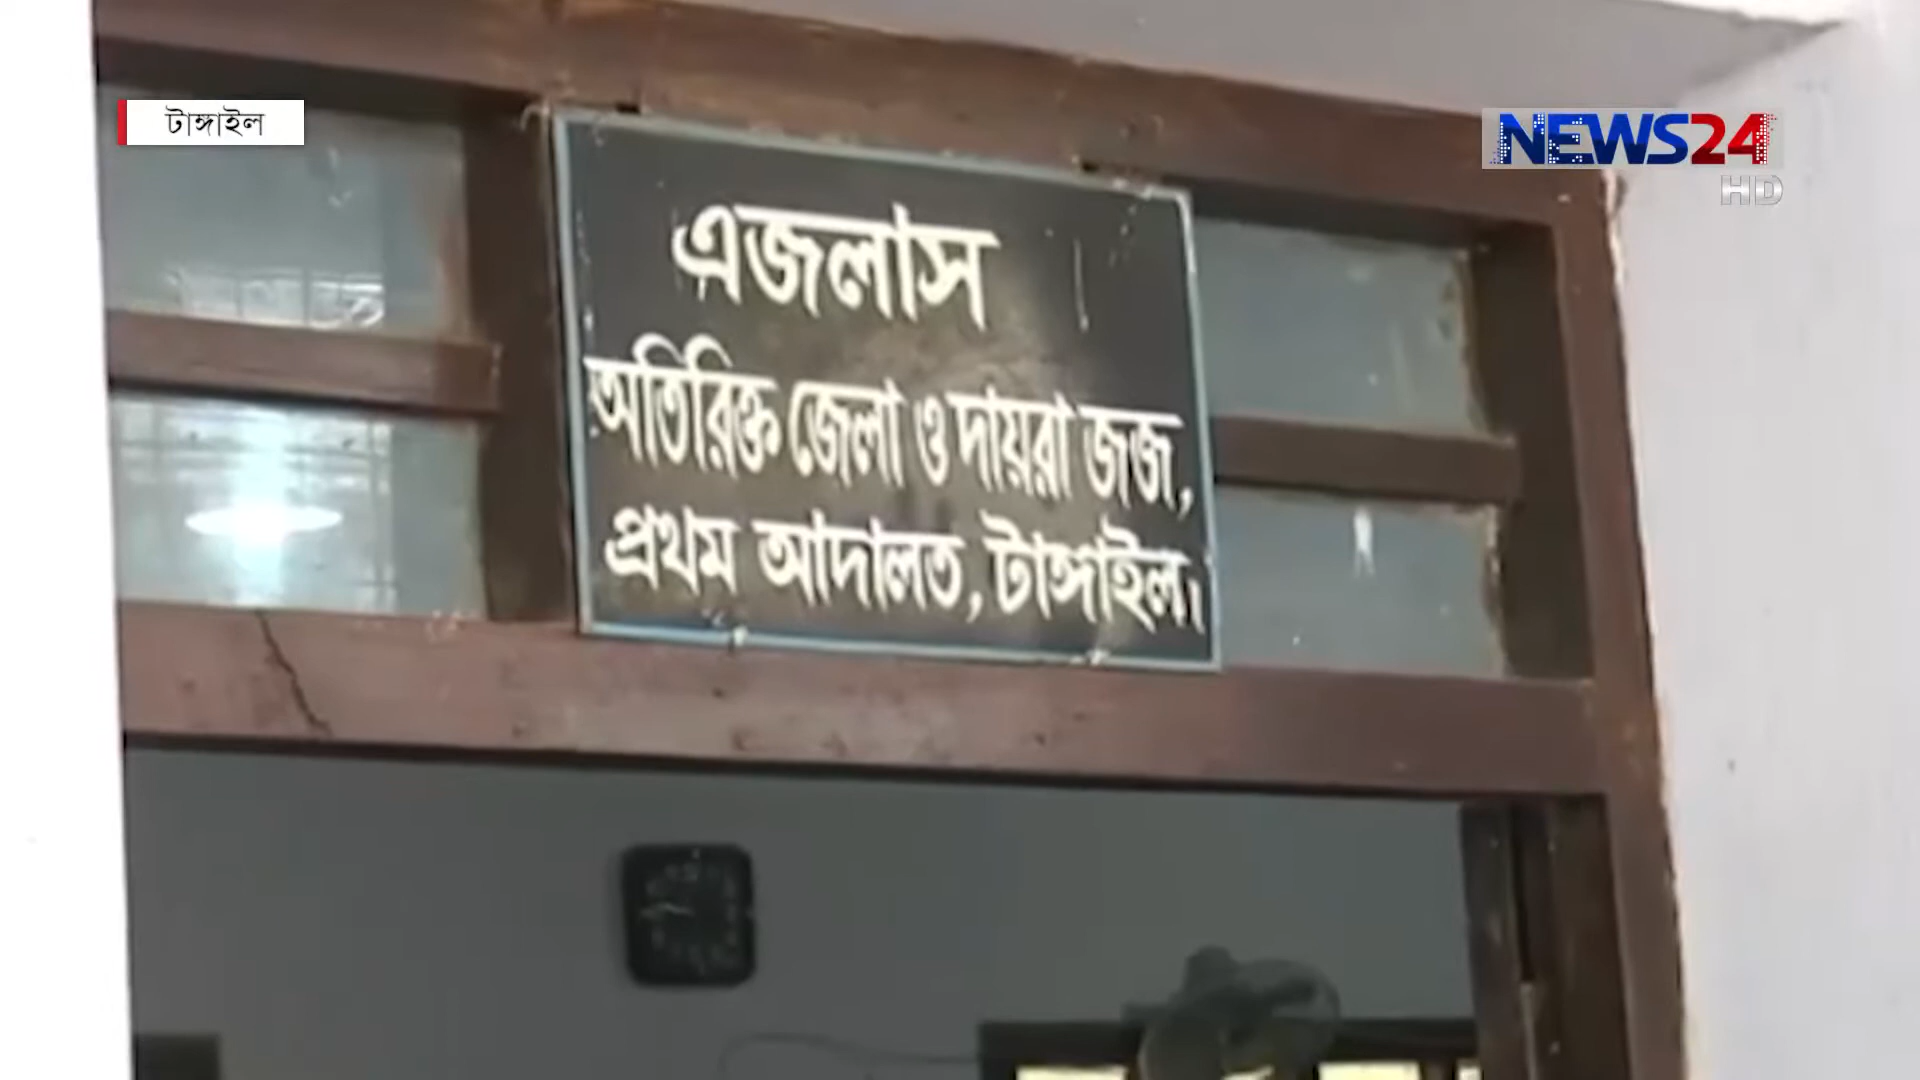 টাঙ্গাইল
NEWS24
HD
এজলাস
অতিরিক্ত জেলা ও দায়রা জজ,
প্রথম আদালত, টাঙ্গাইল।